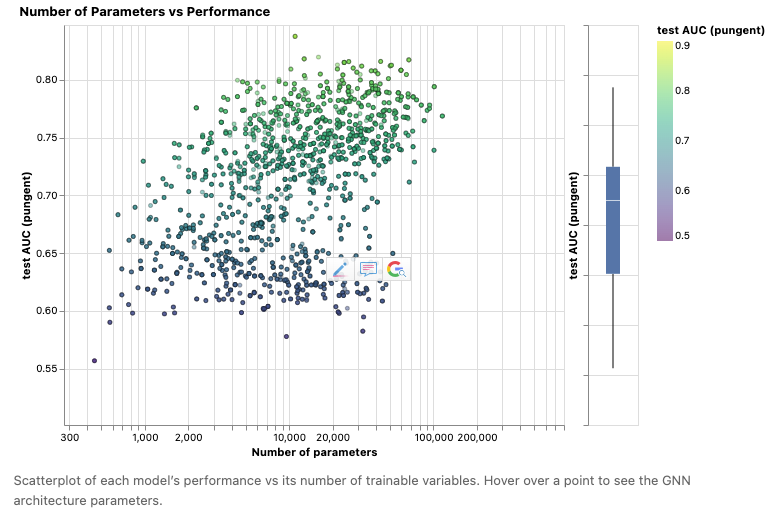 Number of Parameters vs Performance
test AUC (pungent)
0.80
0.75
0.70
0.65
0.60
0.55
300
1,000
2,000
10,000
20,000
100,000
200,000
Number of parameters
test AUC (pungent)
test AUC (pungent)
0.9
0.8
0.7
0.6
0.5
Scatterplot of each model’s performance vs its number of trainable variables. Hover over a point to see the GNN
architecture parameters.